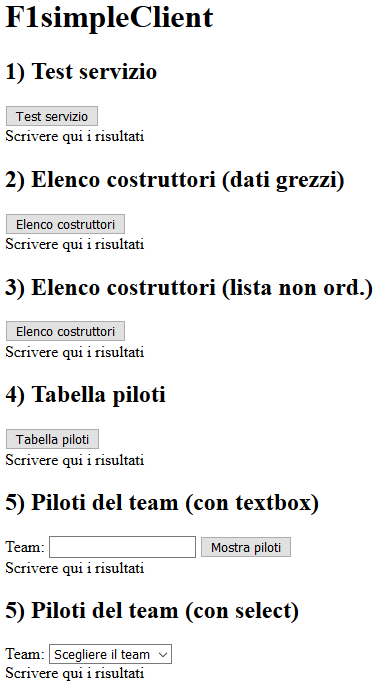 F1simpleClient
1) Test servizio
Test servizio
Scrivere qui i risultati
2) Elenco costruttori (dati grezzi)
Elenco costruttori
Scrivere qui i risultati
3) Elenco costruttori (lista non ord.)
Elenco costruttori
Scrivere qui i risultati
4) Tabella piloti
Tabella piloti
Scrivere qui i risultati
5) Piloti del team (con textbox)
Team: Mostra piloti
Scrivere qui i risultati
5) Piloti del team (con select)
Team: Scegliere il team
Scrivere qui i risultati